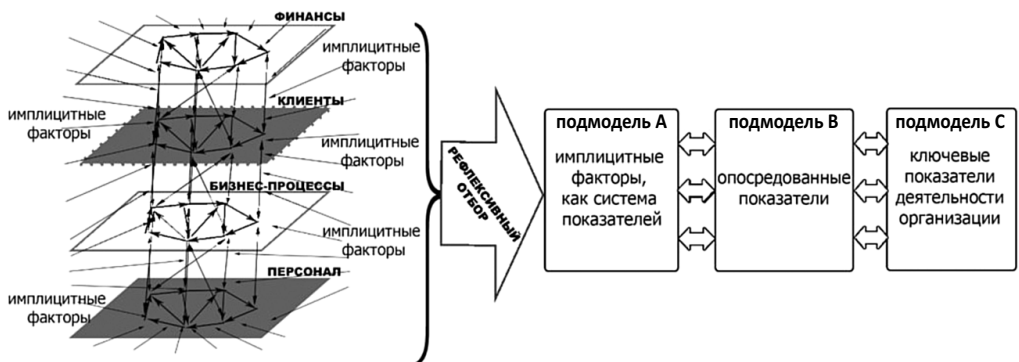 ФИНАНСЫ
имплицитные
факторы
КЛИЕНТЫ
имплицитные
факторы
имплицитные
факторы
БИЗНЕС-ПРОЦЕССЫ
имплицитные
факторы
ПЕРСОНАЛ
имплицитные
факторы
РЕФЛЕКСИВНЫЙ
ОТБОР
подмодель А
имплицитные
факторы,
как система
показателей
подмодель В
опосредованные
показатели
подмодель С
ключевые
показатели
деятельности
организации